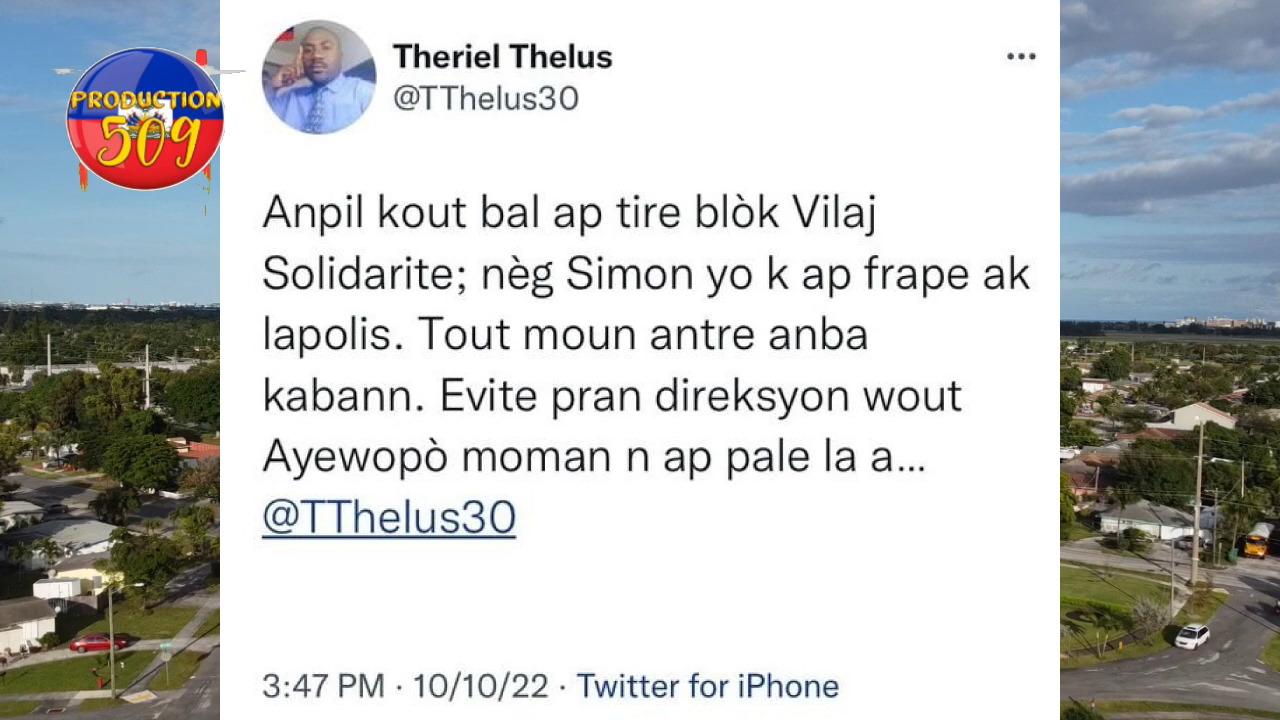 PRODUCTION
509
Theriel Thelus
@TThelus30
Anpil kout bal ap tire blòk Vilaj
Solidarite; nèg Simon yo k ap frape ak
lapolis. Tout moun antre anba
kabann. Evite pran direksyon wout
Ayewopò moman n ap pale la a...
@TThelus30
3:47 PM · 10/10/22 · Twitter for iPhone